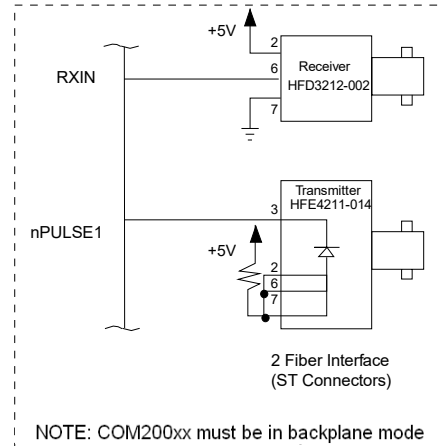 +5V
2
Receiver
HFD3212-002
6
RXIN
7
Transmitter
HFE4211-014
3
nPULSE1
+5V
2
6
7
2 Fiber Interface
(ST Connectors)
NOTE: COM200xx must be in backplane mode